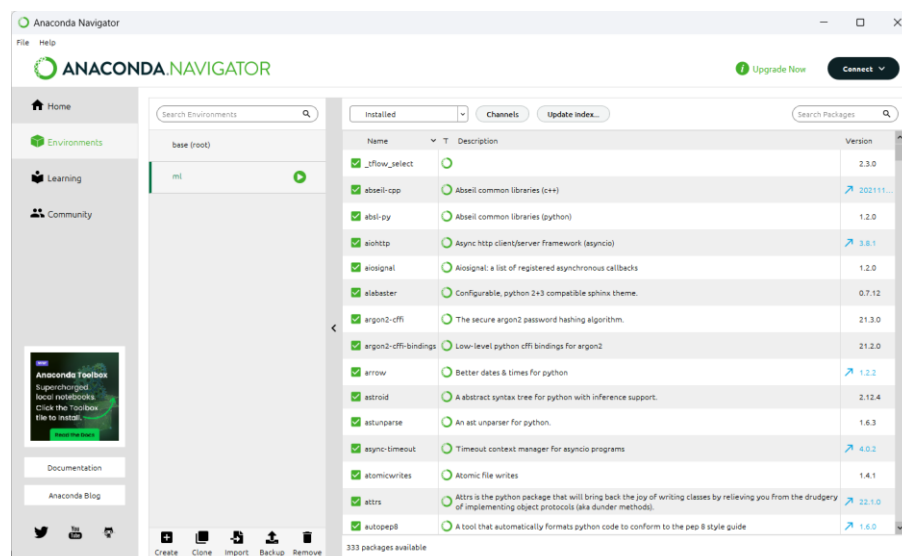 Anaconda Navigator
File Help
ANACONDA.NAVIGATOR
Upgrade Now
Connect
Home
Environments
Learning
Community
NEW
Anaconda Toolbox
Supercharged
local notebooks.
Click the Toolbox
tile to install.
Read the Docs
Documentation
Anaconda Blog
You
Tube
Search Environments
base (root)
ml
Create Clone Import Backup Remove
Installed Channels Update index... Search Packages
Name T Description Version
_tflow_select 2.3.0
abseil-cpp Abseil common libraries (c++) 202111...
absl-py Abseil common libraries (python) 1.2.0
aiohttp Async http client/server framework (asyncio) 3.8.1
aiosignal Aiosignal: a list of registered asynchronous callbacks 1.2.0
alabaster Configurable, python 2+3 compatible sphinx theme. 0.7.12
argon2-cffi The secure argon2 password hashing algorithm. 21.3.0
argon2-cffi-bindings Low-level python cffi bindings for argon2 21.2.0
arrow Better dates & times for python 1.2.2
astroid A abstract syntax tree for python with inference support. 2.12.4
astunparse An ast unparser for python. 1.6.3
async-timeout Timeout context manager for asyncio programs 4.0.2
atomicwrites Atomic file writes 1.4.1
attrs Attrs is the python package that will bring back the joy of writing classes by relieving you from the drudgery
of implementing object protocols (aka dunder methods). 22.1.0
autopep8 A tool that automatically formats python code to conform to the pep 8 style guide 1.6.0
333 packages available